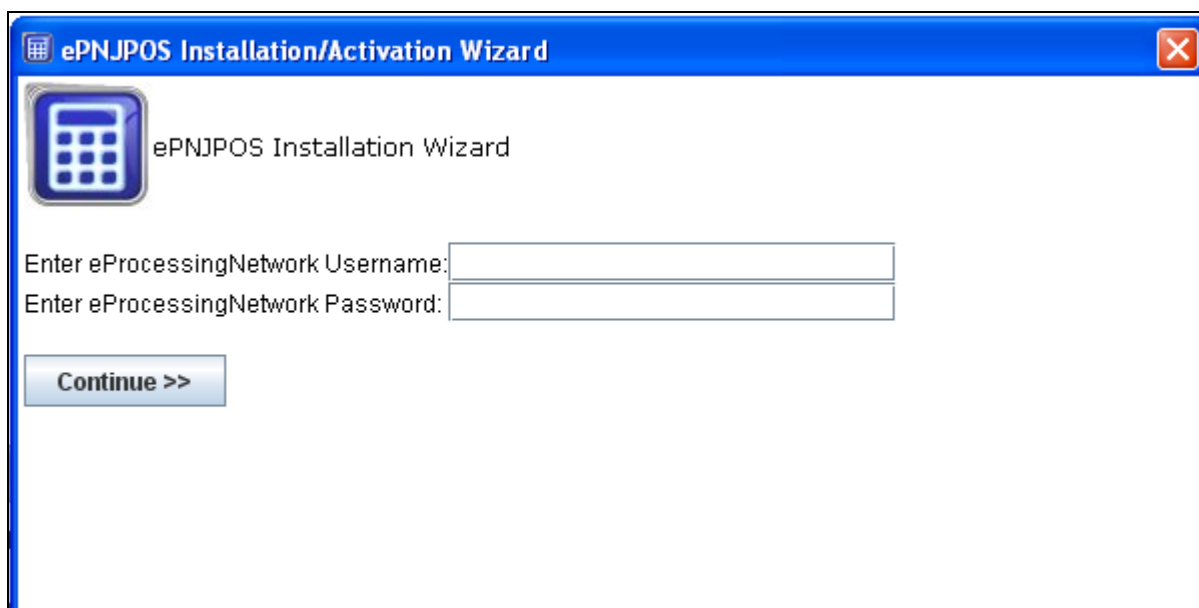 ePNJPOS Installation/Activation Wizard
ePNJPOS Installation Wizard
Enter eProcessingNetwork Username:
Enter eProcessingNetwork Password:
Continue >>